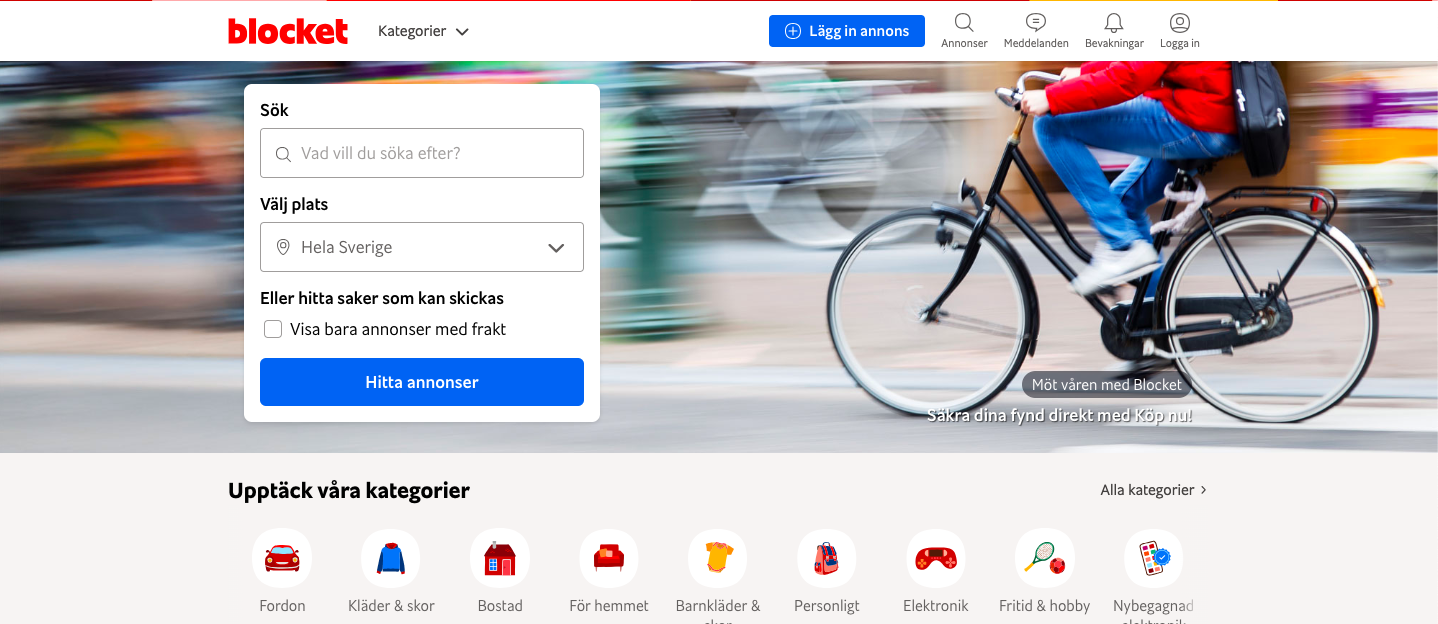 blocket
Kategorier
Lägg in annons
Annonser
Meddelanden
Bevakningar
Logga in
Sök
Vad vill du söka efter?
Välj plats
Hela Sverige
Eller hitta saker som kan skickas
Visa bara annonser med frakt
Hitta annonser
Möt våren med Blocket
Säkra dina fynd direkt med Köp nu!
Upptäck våra kategorier
Alla kategorier
Fordon
Kläder & skor
Bostad
För hemmet
Barnkläder &
Personligt
Elektronik
Fritid & hobby
Nybegagnad